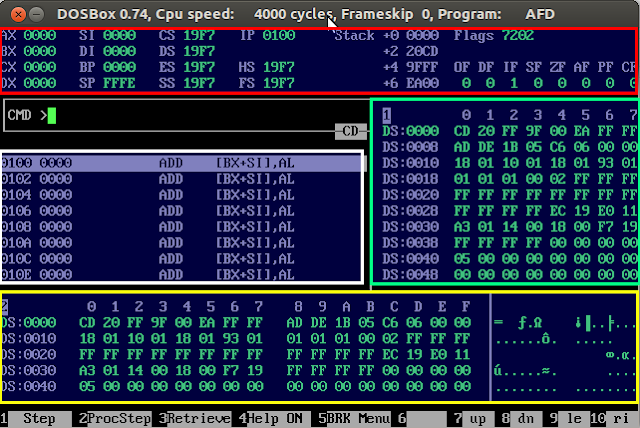 DOSBox 0.74, Cpu speed: 4000 cycles, Frameskip 0, Program: AFD
AX 0000 SI 0000 CS 19F7 IP 0100 Stack +0 0000 Flags 7202
BX 0000 DI 0000 DS 19F7 +2 20CD
CX 0000 BP 0000 ES 19F7 HS 19F7 +4 9FFF OF DF IF SF ZF AF PF CF
DX 0000 SP FFFE SS 19F7 FS 19F7 +6 EA00 0 0 1 0 0 0 0 0
CMD >
CD
1 0 1 2 3 4 5 6 7
DS:0000 CD 20 FF 9F 00 EA FF FF
DS:0008 AD DE 1B 05 C6 06 00 00
DS:0010 18 01 10 01 18 01 93 01
DS:0018 01 01 01 00 02 FF FF FF
DS:0020 FF FF FF FF FF FF FF FF
DS:0028 FF FF FF FF EC 19 E0 11
DS:0030 A3 01 14 00 18 00 F7 19
DS:0038 FF FF FF FF 00 00 00 00
DS:0040 05 00 00 00 00 00 00 00
DS:0048 00 00 00 00 00 00 00 00
0100 0000 ADD [BX+SI],AL
0102 0000 ADD [BX+SI],AL
0104 0000 ADD [BX+SI],AL
0106 0000 ADD [BX+SI],AL
0108 0000 ADD [BX+SI],AL
010A 0000 ADD [BX+SI],AL
010C 0000 ADD [BX+SI],AL
010E 0000 ADD [BX+SI],AL
2 0 1 2 3 4 5 6 7 8 9 A B C D E F
DS:0000 CD 20 FF 9F 00 EA FF FF AD DE 1B 05 C6 06 00 00
DS:0010 18 01 10 01 18 01 93 01 01 01 01 00 02 FF FF FF
DS:0020 FF FF FF FF FF FF FF FF FF FF FF FF EC 19 E0 11
DS:0030 A3 01 14 00 18 00 F7 19 FF FF FF FF 00 00 00 00
DS:0040 05 00 00 00 00 00 00 00 00 00 00 00 00 00 00 00
1 Step 2 ProcStep 3 Retrieve 4 Help ON 5 BRK Menu 6 7 up 8 dn 9 le 10 ri